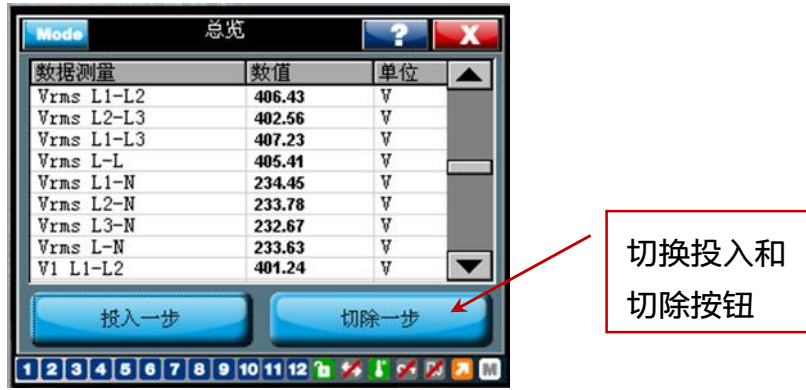 Mode 总览 ? X
数据测量 数值 单位
Vrms L1-L2 406.43 V
Vrms L2-L3 402.56 V
Vrms L1-L3 407.23 V
Vrms L-L 405.41 V
Vrms L1-N 234.45 V
Vrms L2-N 233.78 V
Vrms L3-N 232.67 V
Vrms L-N 233.63 V
V1 L1-L2 401.24 V
投入一步 切除一步
1 2 3 4 5 6 7 8 9 10 11 12 M
切换投入和
切除按钮